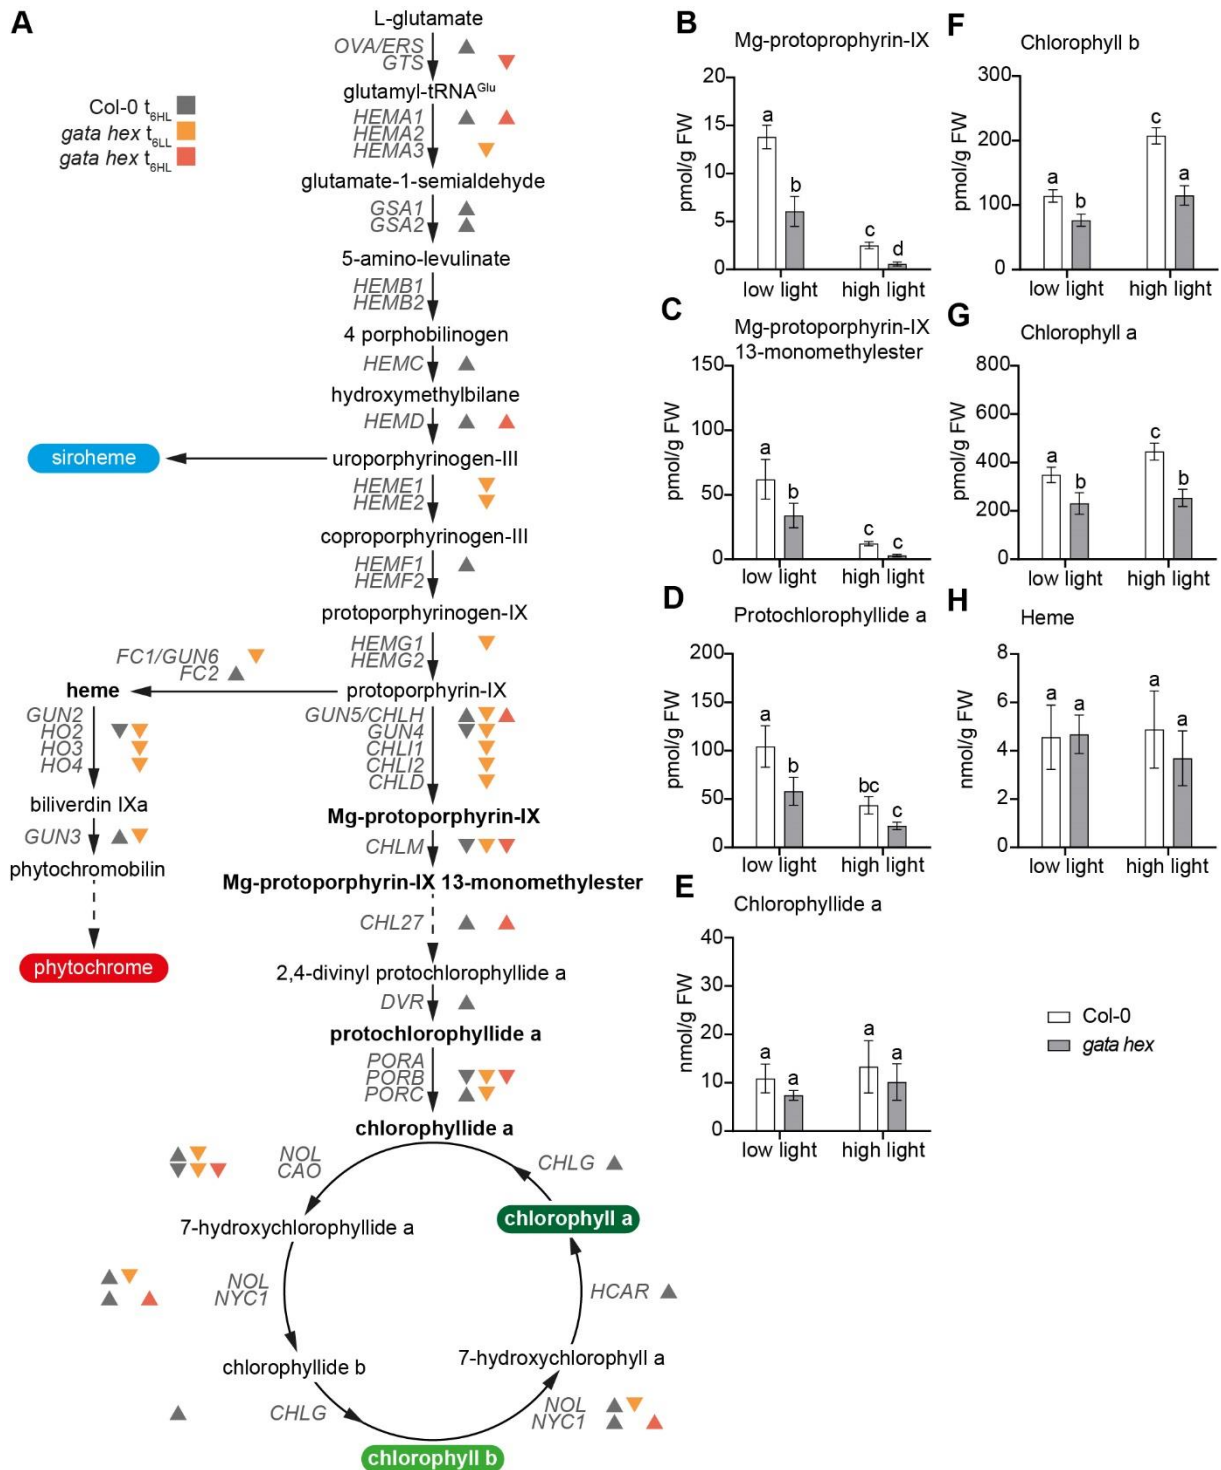 A
L-glutamate
OVA/ERS
GTS
glutamyl-tRNAGlu
Col-0 t6HL
gata hex t6LL
gata hex t6HL
HEMA1
HEMA2
HEMA3
glutamate-1-semialdehyde
GSA1
GSA2
5-amino-levulinate
HEMB1
HEMB2
4 porphobilinogen
HEMC
hydroxymethylbilane
HEMD
siroheme
uroporphyrinogen-III
HEME1
HEME2
coproporphyrinogen-III
HEMF1
HEMF2
protoporphyrinogen-IX
HEMG1
HEMG2
FC1/GUN6
FC2
heme
protoporphyrin-IX
GUN2
HO2
HO3
HO4
biliverdin IXa
GUN3
phytochromobilin
phytochrome
GUN5/CHLH
GUN4
CHLI1
CHLI2
CHLD
Mg-protoporphyrin-IX
CHLM
Mg-protoporphyrin-IX 13-monomethylester
CHL27
2,4-divinyl protochlorophyllide a
DVR
protochlorophyllide a
PORA
PORB
PORC
chlorophyllide a
NOL
CAO
CHLG
7-hydroxychlorophyllide a
chlorophyll a
NOL
NYC1
HCAR
chlorophyllide b
7-hydroxychlorophyll a
CHLG
NOL
NYC1
chlorophyll b
B
Mg-protoprophyrin-IX
pmol/g FW
20
15
10
5
0
a
b
c
d
low light
high light
C
Mg-protoporphyrin-IX
13-monomethylester
pmol/g FW
150
100
50
0
a
b
c
c
low light
high light
D
Protochlorophyllide a
pmol/g FW
200
150
100
50
0
a
b
bc
c
low light
high light
E
Chlorophyllide a
nmol/g FW
40
30
20
10
0
a
a
a
a
low light
high light
F
Chlorophyll b
pmol/g FW
300
200
100
0
a
b
c
a
low light
high light
G
Chlorophyll a
pmol/g FW
800
600
400
200
0
a
b
c
b
low light
high light
H
Heme
nmol/g FW
8
6
4
2
0
a
a
a
a
low light
high light
Col-0
gata hex